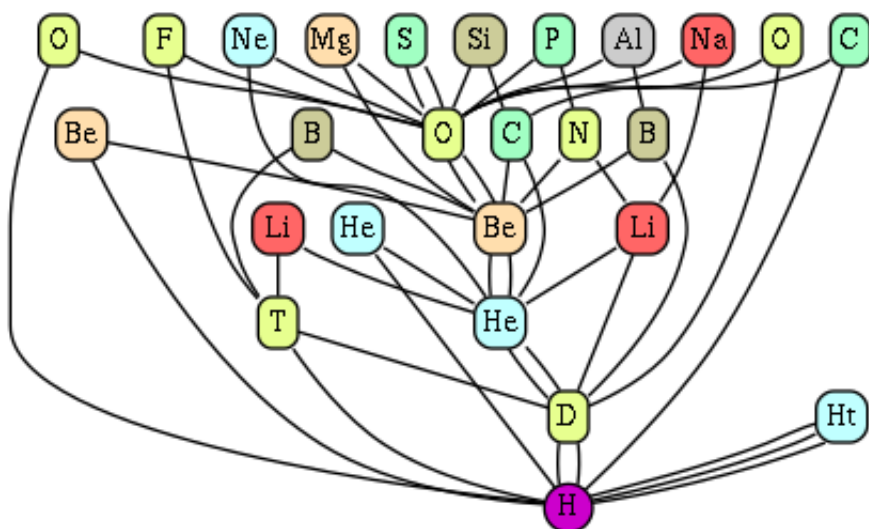 O F Ne Mg S Si P Al Na O C
Be B O C N B
Li He Be Li
T He
D Ht
H